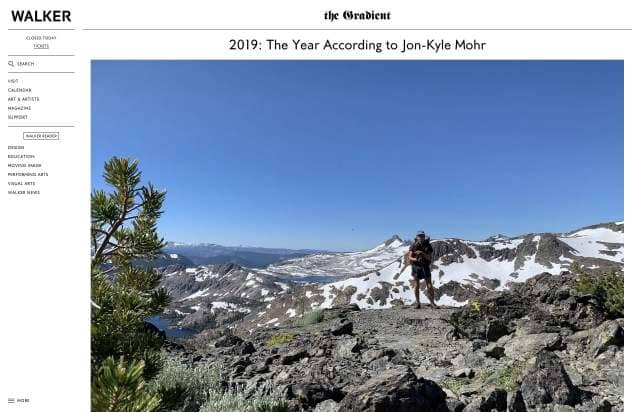 WALKER
CLOSED TODAY
TICKETS
SEARCH
VISIT
CALENDAR
ART & ARTISTS
MAGAZINE
SUPPORT
WALKER READER
DESIGN
EDUCATION
MOVING IMAGE
PERFORMING ARTS
VISUAL ARTS
WALKER NEWS
MORE
the Gradient
2019: The Year According to Jon-Kyle Mohr